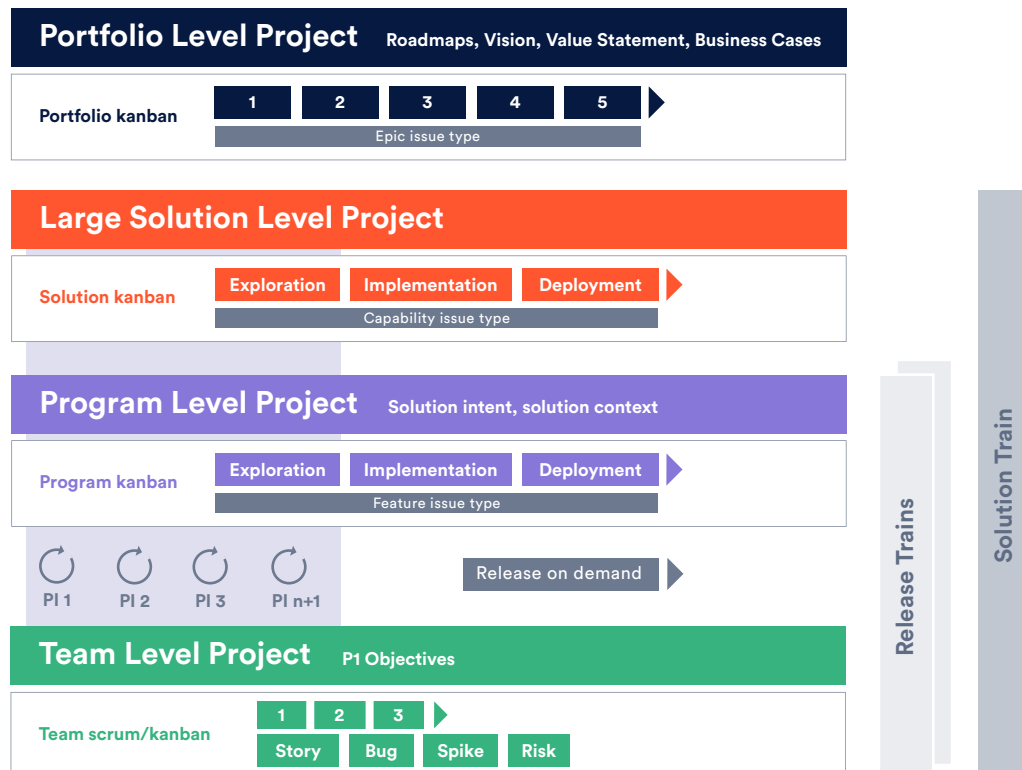 Portfolio Level Project Roadmaps, Vision, Value Statement, Business Cases
Portfolio kanban
1 2 3 4 5
Epic issue type
Large Solution Level Project
Solution kanban
Exploration Implementation Deployment
Capability issue type
Program Level Project Solution intent, solution context
Program kanban
Exploration Implementation Deployment
Feature issue type
PI 1 PI 2 PI 3 PI n+1
Release on demand
Team Level Project P1 Objectives
Team scrum/kanban
1 2 3
Story Bug Spike Risk
Release Trains
Solution Train